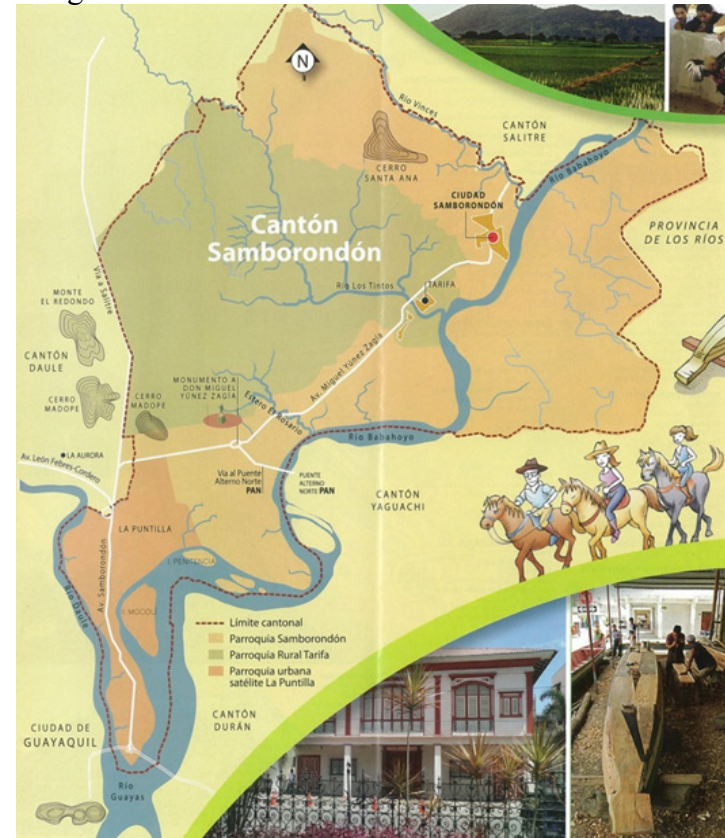 N
Río Vinces
CANTÓN
SALITRE
CERRO
SANTA ANA
Río Babahoyo
CIUDAD
SAMBORONDÓN
PROVINCIA
DE LOS RÍOS
Cantón
Samborondón
Vía a Salitre
Río Los Tintos
TARIFA
MONTE
EL REDONDO
CANTÓN
DAULE
CERRO
MADOPE
CERRO
MADOPE
MONUMENTO A
DON MIGUEL
YÚNEZ ZAGÍA
Estero El Rosario
Av. Miguel Yúnez Zagía
Río Babahoyo
LA AURORA
Av. León Febres-Cordero
Vía al Puente
Alterno Norte
PAN
PUENTE
ALTERNO
NORTE PAN
CANTÓN
YAGUACHI
LA PUNTILLA
I. PENITENCIA
Av. Samborondón
Río Daule
I. MOCOLÍ
Límite cantonal
Parroquia Samborondón
Parroquia Rural Tarifa
Parroquia urbana
satélite La Puntilla
CIUDAD DE
GUAYAQUIL
CANTÓN
DURÁN
Río
Guayas